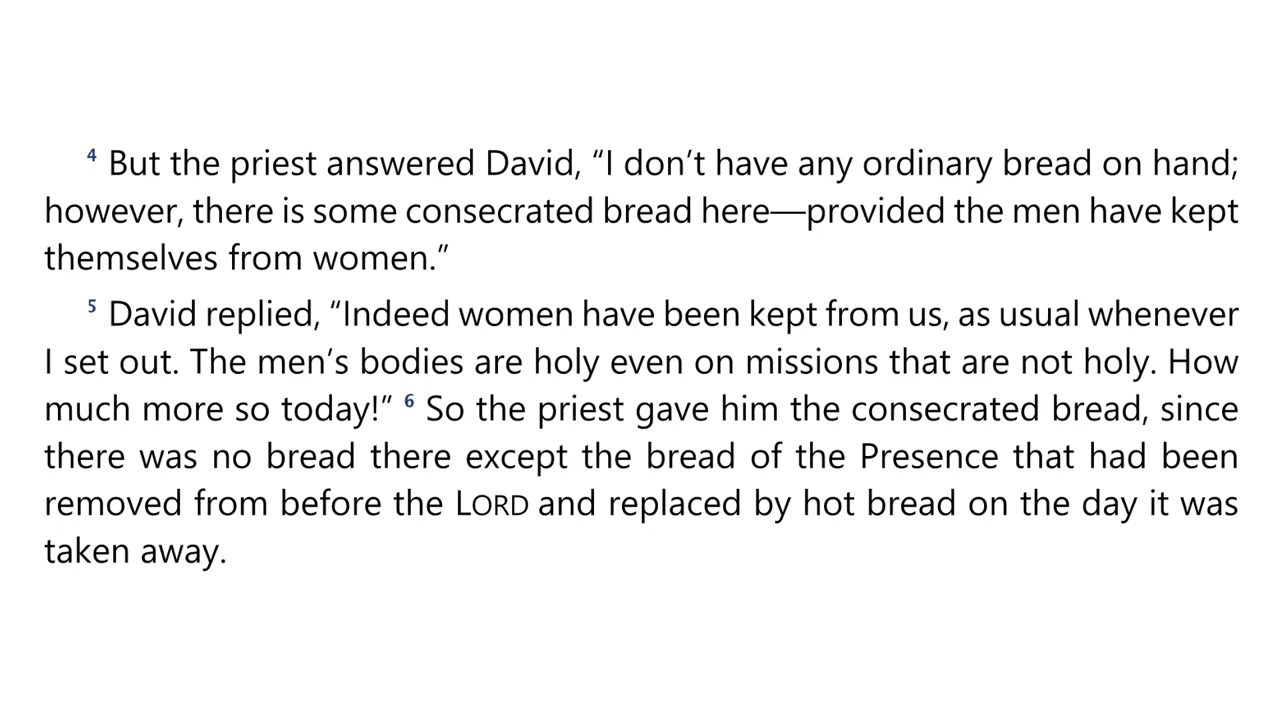 4 But the priest answered David, “I don’t have any ordinary bread on hand;
however, there is some consecrated bread here—provided the men have kept
themselves from women.”
5 David replied, “Indeed women have been kept from us, as usual whenever
I set out. The men’s bodies are holy even on missions that are not holy. How
much more so today!” 6 So the priest gave him the consecrated bread, since
there was no bread there except the bread of the Presence that had been
removed from before the LORD and replaced by hot bread on the day it was
taken away.